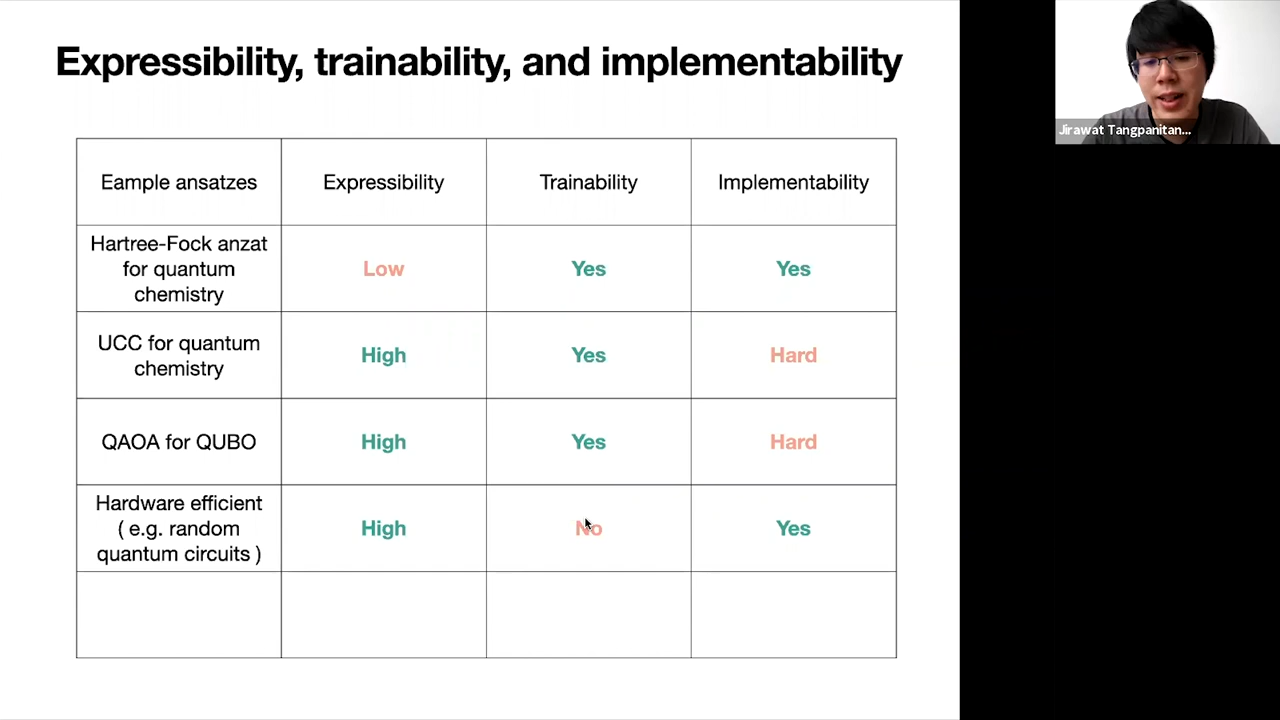 Expressibility, trainability, and implementability
Jirawat Tangpanitan...
Eample ansatzes
Expressibility
Trainability
Implementability
Hartree-Fock anzat
for quantum
chemistry
Low
Yes
Yes
UCC for quantum
chemistry
High
Yes
Hard
QAOA for QUBO
High
Yes
Hard
Hardware efficient
( e.g. random
quantum circuits )
High
No
Yes